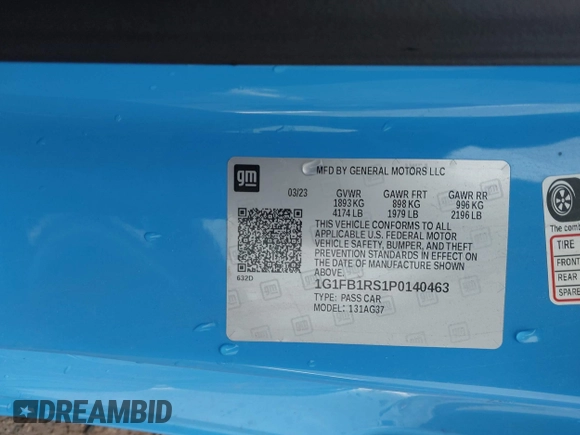 gm
MFD BY GENERAL MOTORS LLC
03/23 GVWR GAWR FRT GAWR RR
1893 KG 898 KG 996 KG
4174 LB 1979 LB 2196 LB
THIS VEHICLE CONFORMS TO ALL
APPLICABLE U.S. FEDERAL MOTOR
VEHICLE SAFETY, BUMPER, AND THEFT
PREVENTION STANDARDS IN EFFECT ON
THE DATE OF MANUFACTURE SHOWN
ABOVE.
632D
1G1FB1RS1P0140463
TYPE: PASS CAR
MODEL: 131AG37
The comb
TIRE
FRONT
REAR
SPARE
DREAMBID